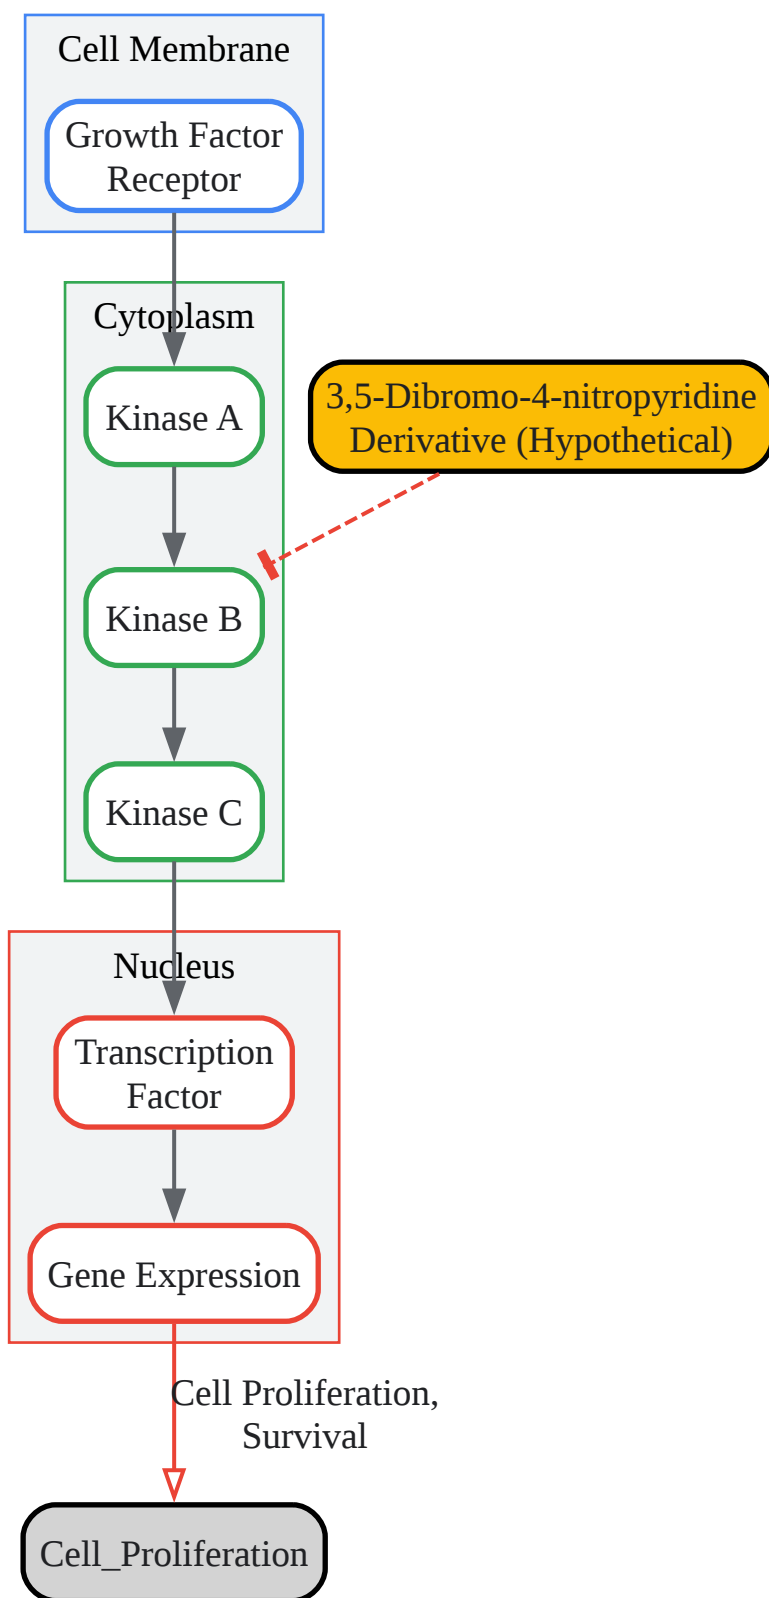 Cell Membrane
Growth Factor
Receptor
Cytoplasm
Kinase A
3,5-Dibromo-4-nitropyridine
Derivative (Hypothetical)
Kinase B
Kinase C
Nucleus
Transcription
Factor
Gene Expression
Cell Proliferation,
Survival
Cell_Proliferation